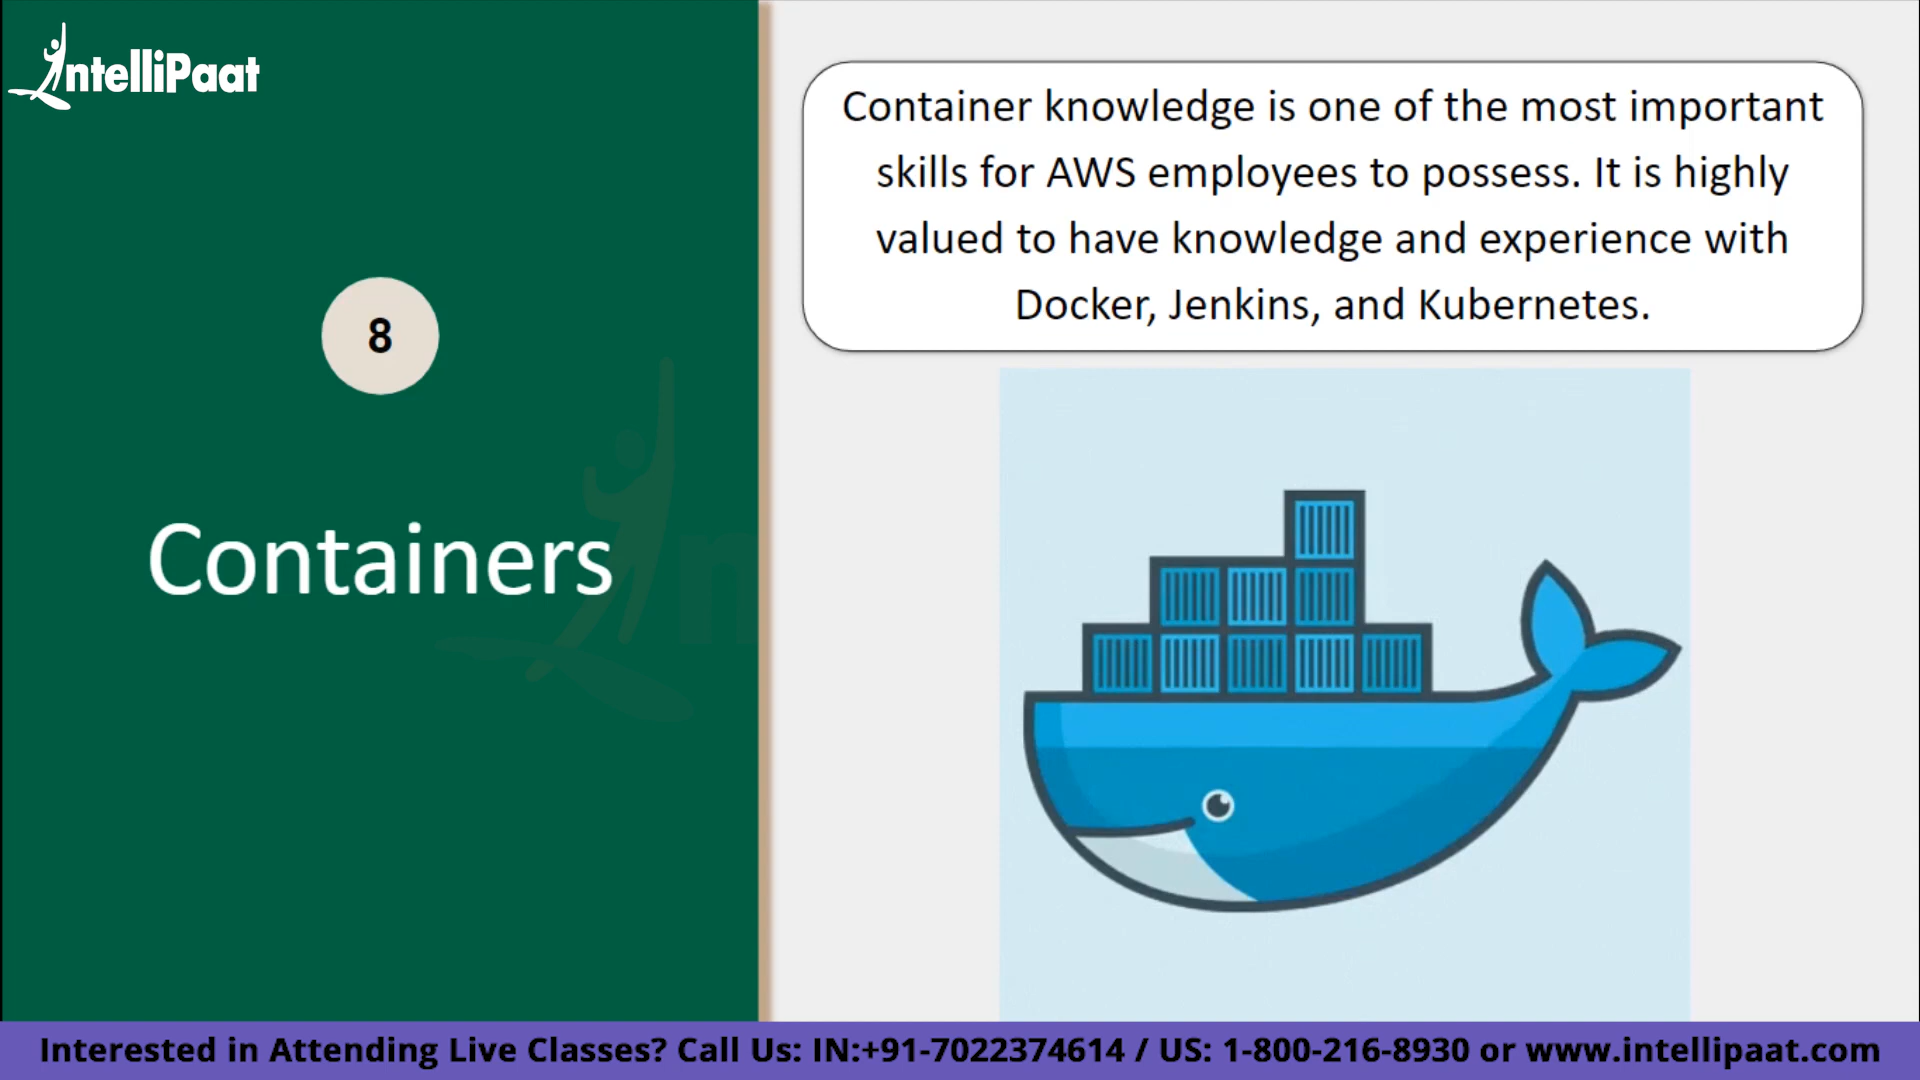 IntelliPaat
8
Containers
Container knowledge is one of the most important
skills for AWS employees to possess. It is highly
valued to have knowledge and experience with
Docker, Jenkins, and Kubernetes.
Interested in Attending Live Classes? Call Us: IN:+91-7022374614 / US: 1-800-216-8930 or www.intellipaat.com